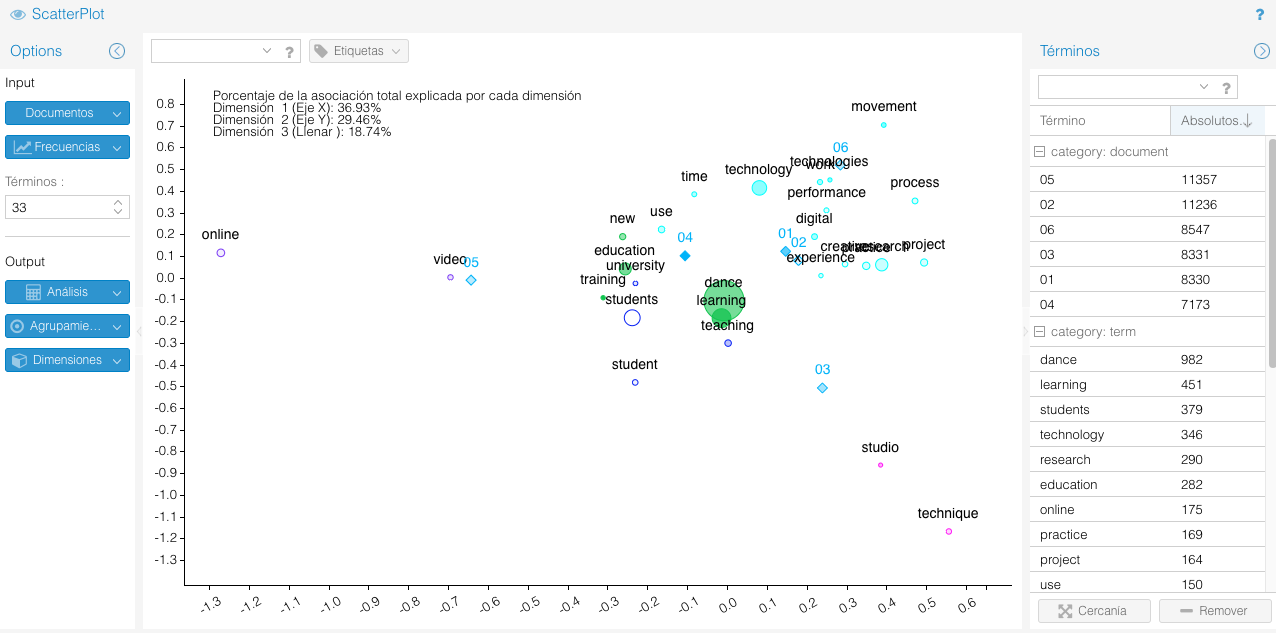 ScatterPlot
?
Options
Términos
Input
Documentos
Frecuencias
Términos :
33
Output
Análisis
Agrupamie...
Dimensiones
?
Etiquetas
Porcentaje de la asociación total explicada por cada dimensión
Dimensión 1 (Eje X): 36.93%
Dimensión 2 (Eje Y): 29.46%
Dimensión 3 (Llenar ): 18.74%
0.8
0.7
0.6
0.5
0.4
0.3
0.2
0.1
0.0
-0.1
-0.2
-0.3
-0.4
-0.5
-0.6
-0.7
-0.8
-0.9
-1.0
-1.1
-1.2
-1.3
movement
06
technologies
work
technology
time
process
performance
use
new
digital
online
04
01
02
project
creative
practice
research
education
experience
video
05
university
training
dance
students
learning
teaching
student
03
studio
technique
-1.3
-1.2
-1.1
-1.0
-0.9
-0.8
-0.7
-0.6
-0.5
-0.4
-0.3
-0.2
-0.1
0.0
0.1
0.2
0.3
0.4
0.5
0.6
?
Término Absolutos...
category: document
05 11357
02 11236
06 8547
03 8331
01 8330
04 7173
category: term
dance 982
learning 451
students 379
technology 346
research 290
education 282
online 175
practice 169
project 164
use 150
Cercanía Remover